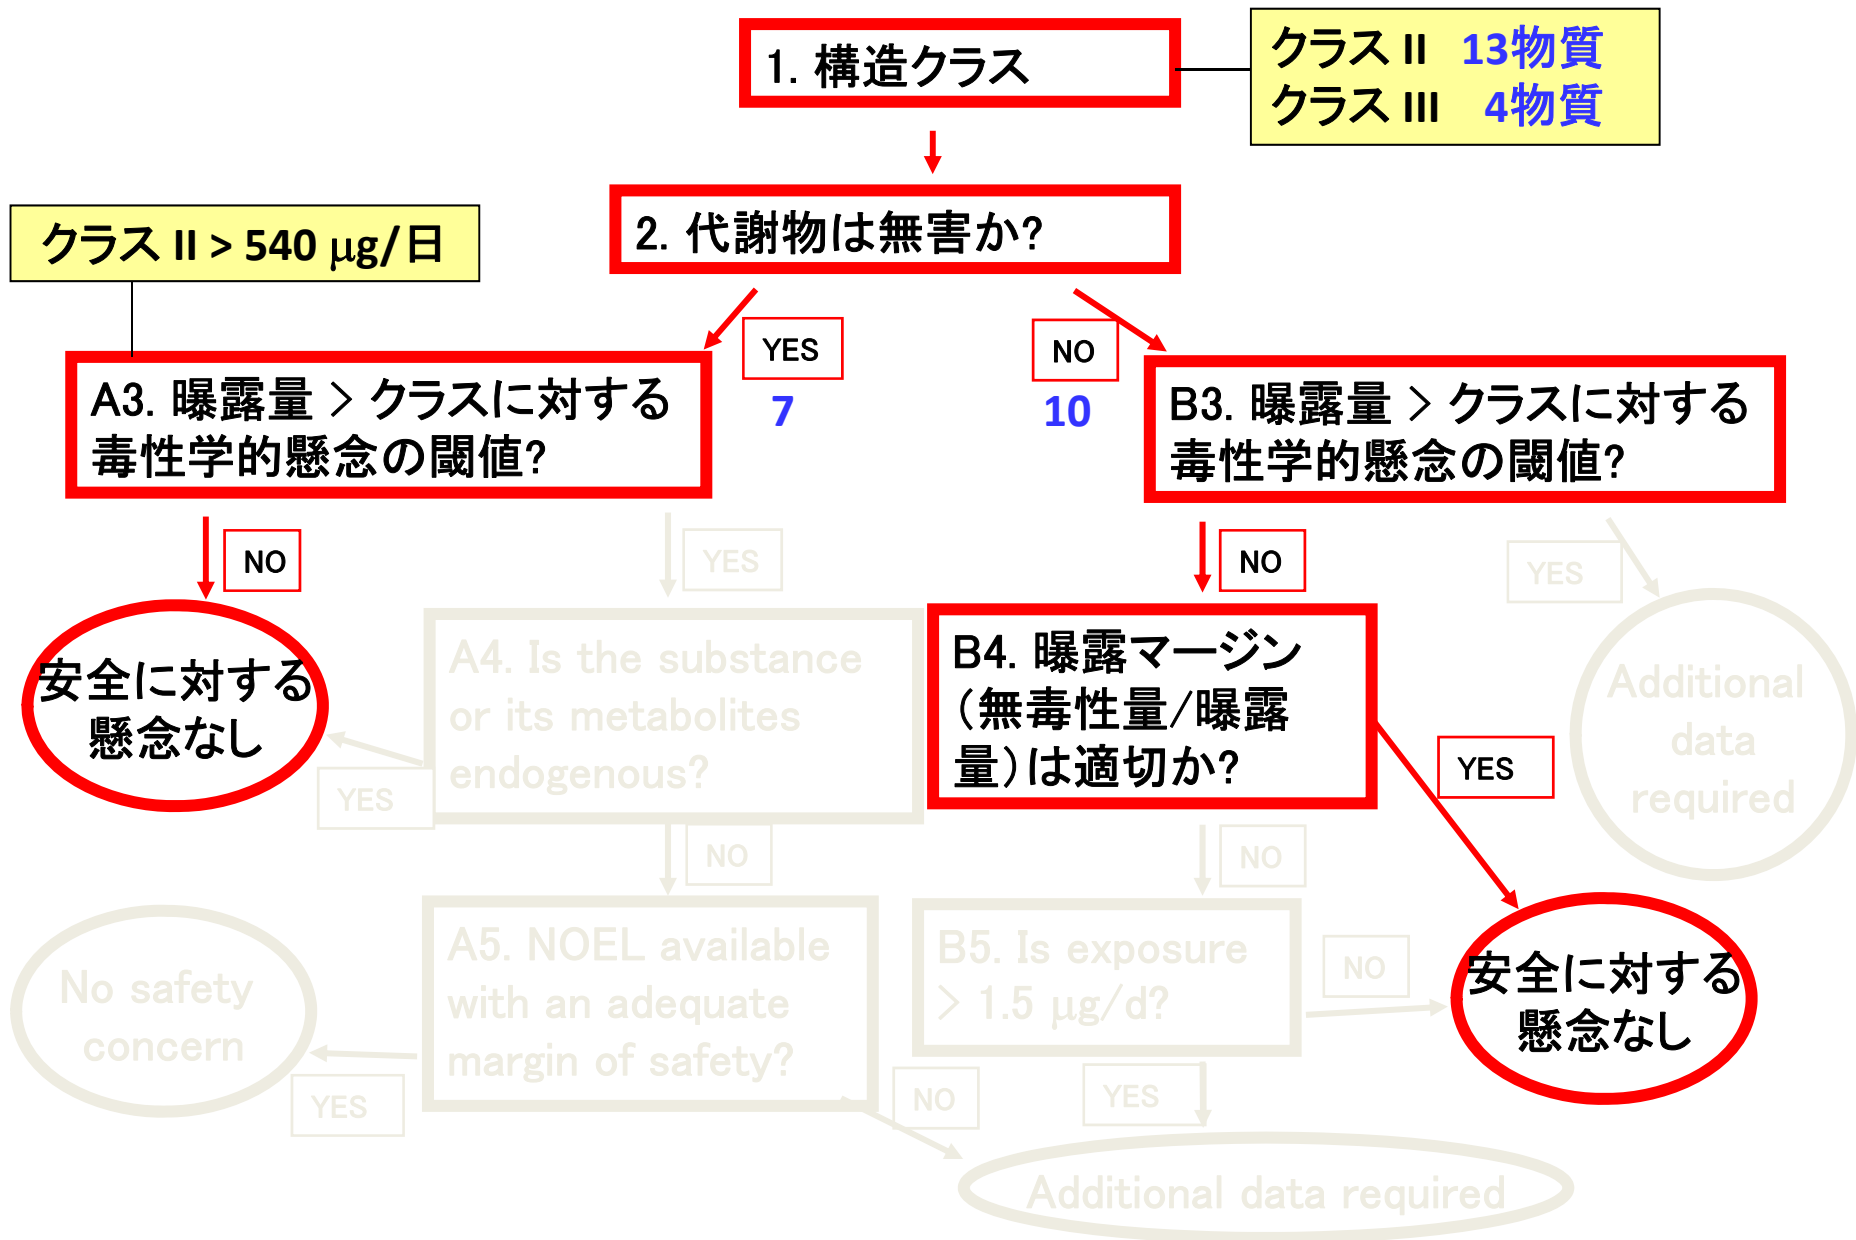 1. 構造クラス
クラス II 13物質
クラス III 4物質
2. 代謝物は無害か?
クラス II > 540 μg/日
YES
7
NO
10
A3. 曝露量 > クラスに対する
毒性学的懸念の閾値?
B3. 曝露量 > クラスに対する
毒性学的懸念の閾値?
NO
YES
NO
YES
安全に対する
懸念なし
A4. Is the substance
or its metabolites
endogenous?
YES
B4. 曝露マージン
(無毒性量/曝露
量)は適切か?
YES
Additional
data
required
NO
NO
No safety
concern
A5. NOEL available
with an adequate
margin of safety?
YES
NO
B5. Is exposure
> 1.5 μg/d?
NO
YES
安全に対する
懸念なし
Additional data required